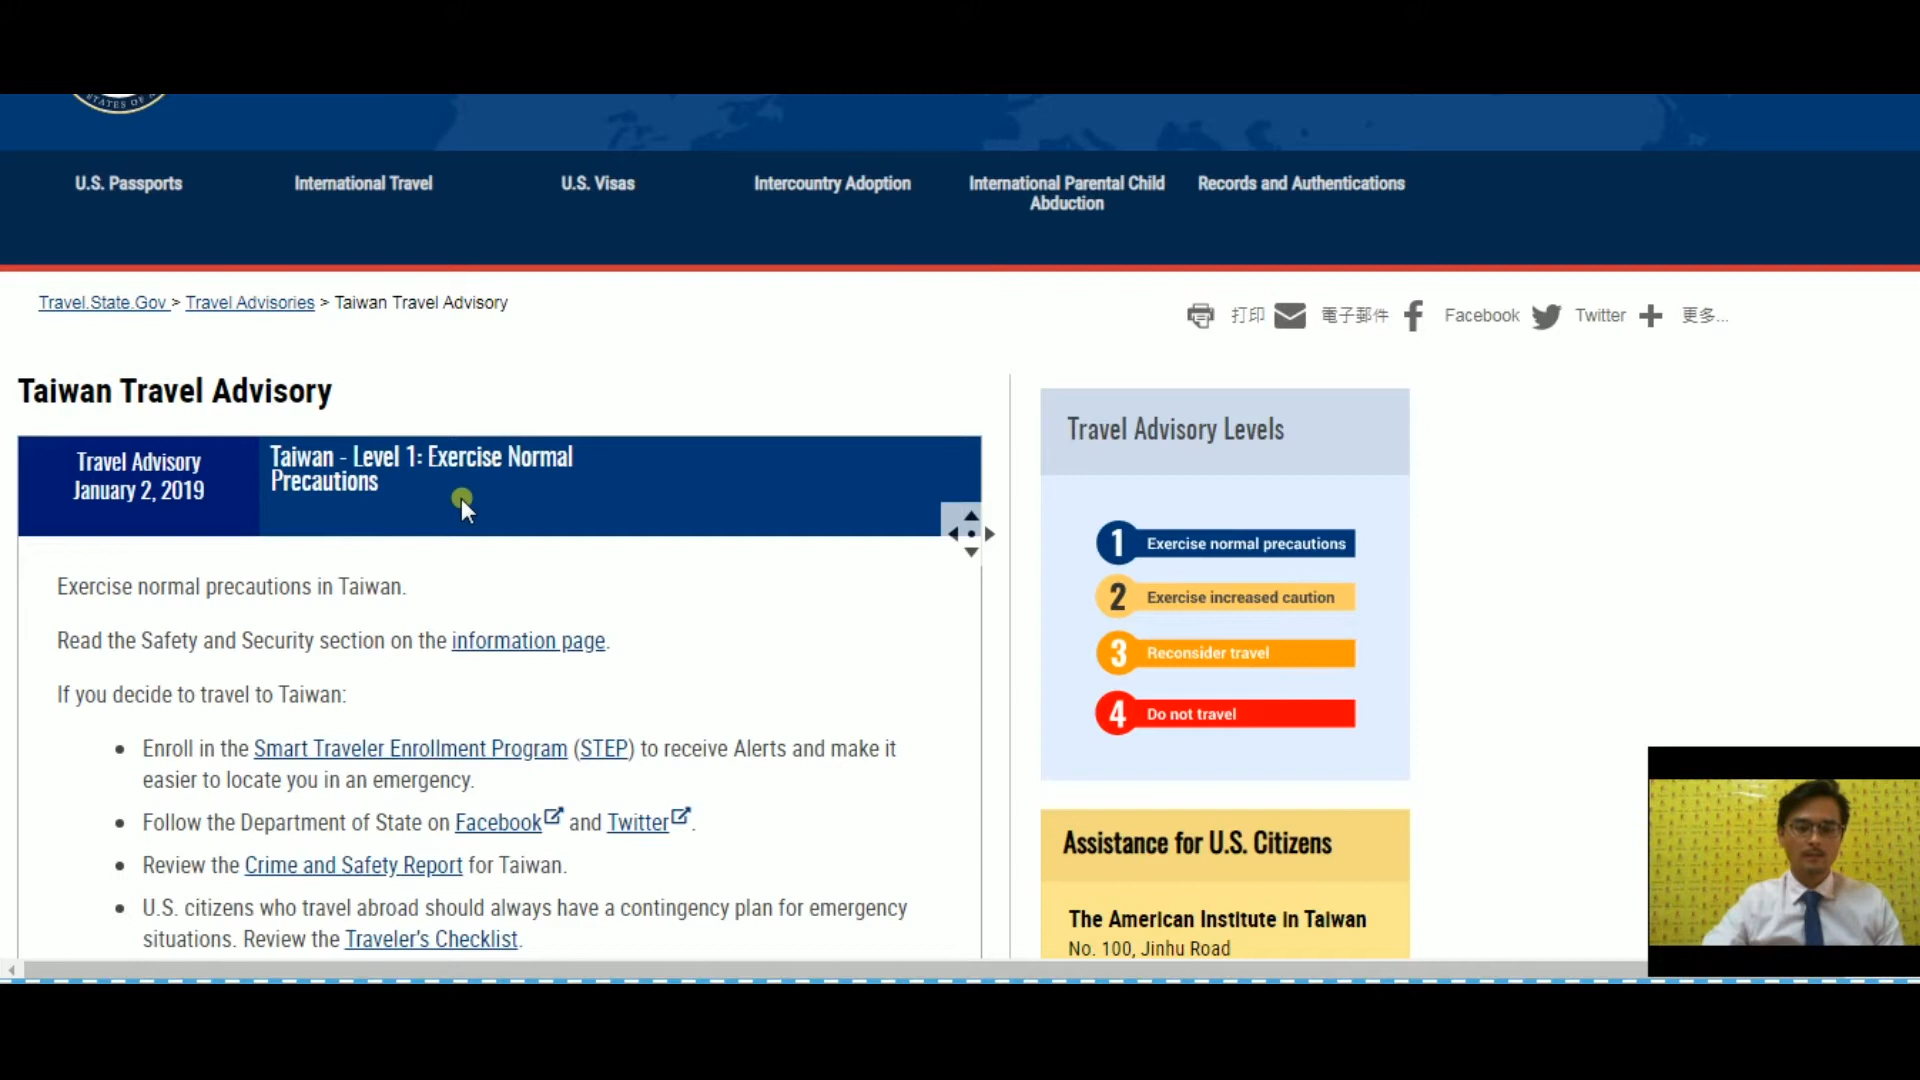 STATES OF A
U.S. Passports
International Travel
U.S. Visas
Intercountry Adoption
International Parental Child
Abduction
Records and Authentications
Travel.State.Gov > Travel Advisories > Taiwan Travel Advisory
打印 電子郵件 Facebook Twitter 更多...
Taiwan Travel Advisory
Travel Advisory
January 2, 2019
Taiwan - Level 1: Exercise Normal
Precautions
Exercise normal precautions in Taiwan.
Read the Safety and Security section on the information page.
If you decide to travel to Taiwan:
• Enroll in the Smart Traveler Enrollment Program (STEP) to receive Alerts and make it
easier to locate you in an emergency.
• Follow the Department of State on Facebook and Twitter.
• Review the Crime and Safety Report for Taiwan.
• U.S. citizens who travel abroad should always have a contingency plan for emergency
situations. Review the Traveler's Checklist.
Travel Advisory Levels
1 Exercise normal precautions
2 Exercise increased caution
3 Reconsider travel
4 Do not travel
Assistance for U.S. Citizens
The American Institute in Taiwan
No. 100, Jinhu Road